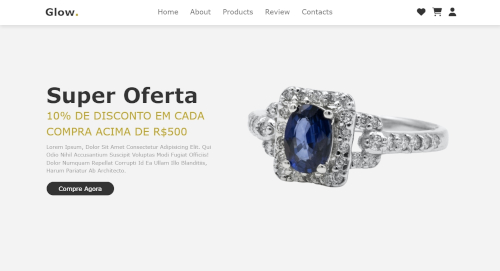 Glow.
Home About Products Review Contacts
Super Oferta
10% DE DISCONTO EM CADA
COMPRA ACIMA DE R$500
Lorem Ipsum, Dolor Sit Amet Consectetur Adipisicing Elit. Qui
Odio Nihil Accusantium Suscipit Voluptas Modi Fugiat Officiis!
Dolor Numquam Repellat Corrupti Id Ea Ullam Illo Blanditiis,
Harum Pariatur Ab Architecto.
Compre Agora